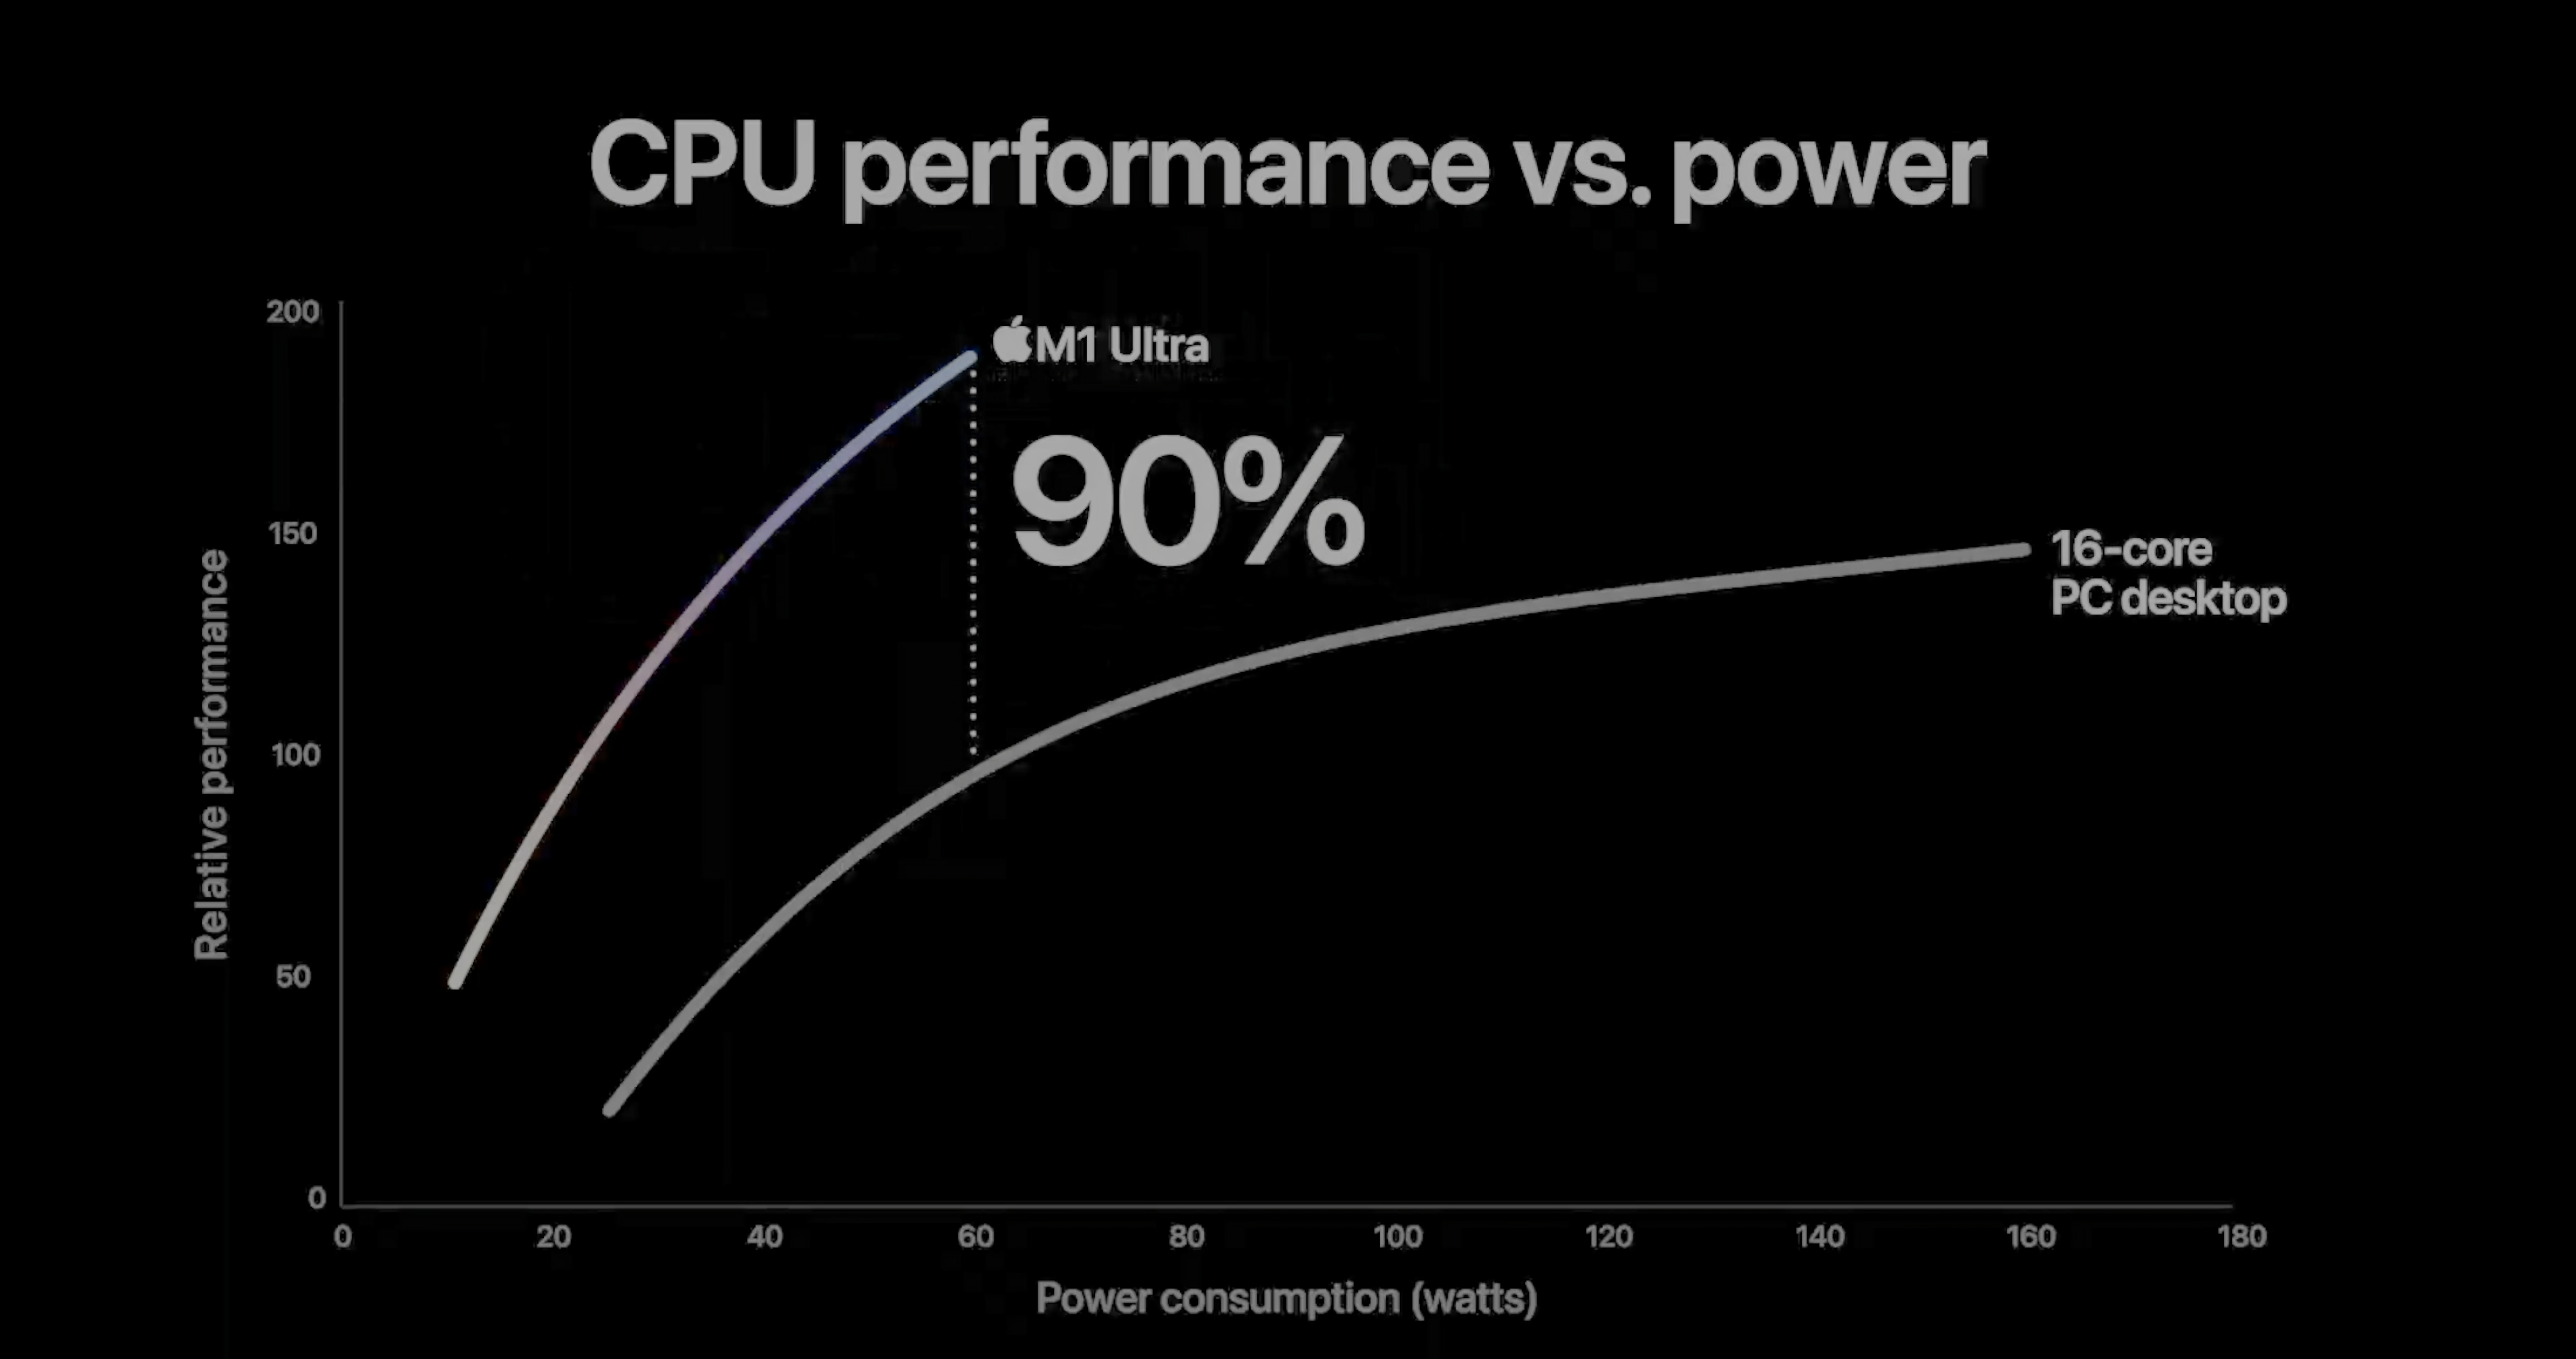 CPU performance vs. power
200
M1 Ultra
90%
150
16-core
PC desktop
Relative performance
100
50
0
0 20 40 60 80 100 120 140 160 180
Power consumption (watts)